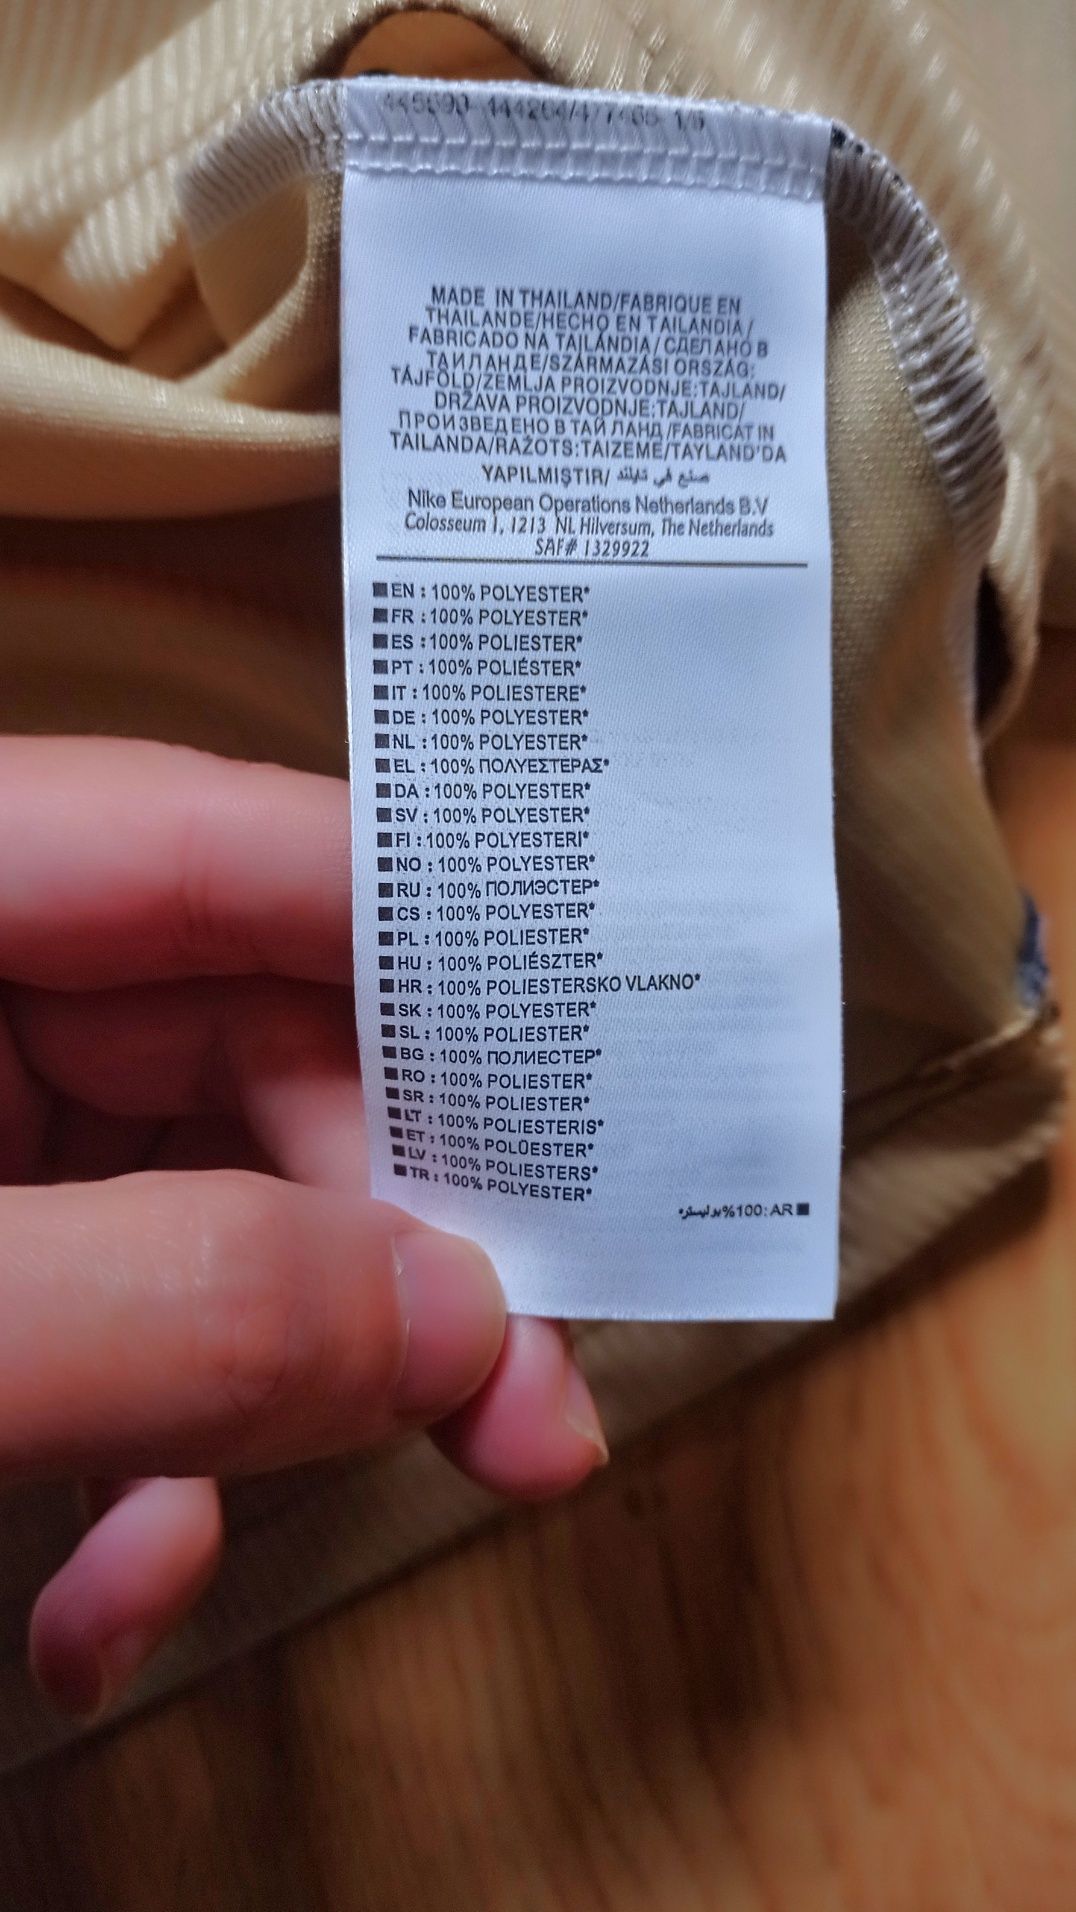 MADE IN THAILAND/FABRIQUE EN
THAILANDE/HECHO EN TAILANDIA/
FABRICADO NA TAILÂNDIA/СДЕЛАНО В
ТАИЛАНДЕ/SZÁRMAZÁSI ORSZÁG:
TÁJFÖLD/ZEMLJA PROIZVODNJE:TAJLAND/
DRŽAVA PROIZVODNJE:TAJLAND/
ПРОИЗВЕДЕНО В ТАЙЛАНД/FABRICAT IN
TAILANDA/RAŽOTS:TAIZEME/TAYLAND'DA
YAPILMIŞTIR/ صنع في تايلند
Nike European Operations Netherlands B.V
Colosseum 1, 1213 NL Hilversum, The Netherlands
SAF# 1329922
EN : 100% POLYESTER*
FR : 100% POLYESTER*
ES : 100% POLIESTER*
PT : 100% POLIÉSTER*
IT : 100% POLIESTERE*
DE : 100% POLYESTER*
NL : 100% POLYESTER*
EL : 100% ΠΟΛΥΕΣΤΕΡΑΣ*
DA : 100% POLYESTER*
SV : 100% POLYESTER*
FI : 100% POLYESTERI*
NO : 100% POLYESTER*
RU : 100% ПОЛИЭСТЕР*
CS : 100% POLYESTER*
PL : 100% POLIESTER*
HU : 100% POLIÉSZTER*
HR : 100% POLIESTERSKO VLAKNO*
SK : 100% POLYESTER*
SL : 100% POLIESTER*
BG : 100% ПОЛИЕСТЕР*
RO : 100% POLIESTER*
SR : 100% POLIESTER*
LT : 100% POLIESTERIS*
ET : 100% POLÜESTER*
LV : 100% POLIESTERS*
TR : 100% POLYESTER*
AR :100% بوليستره*